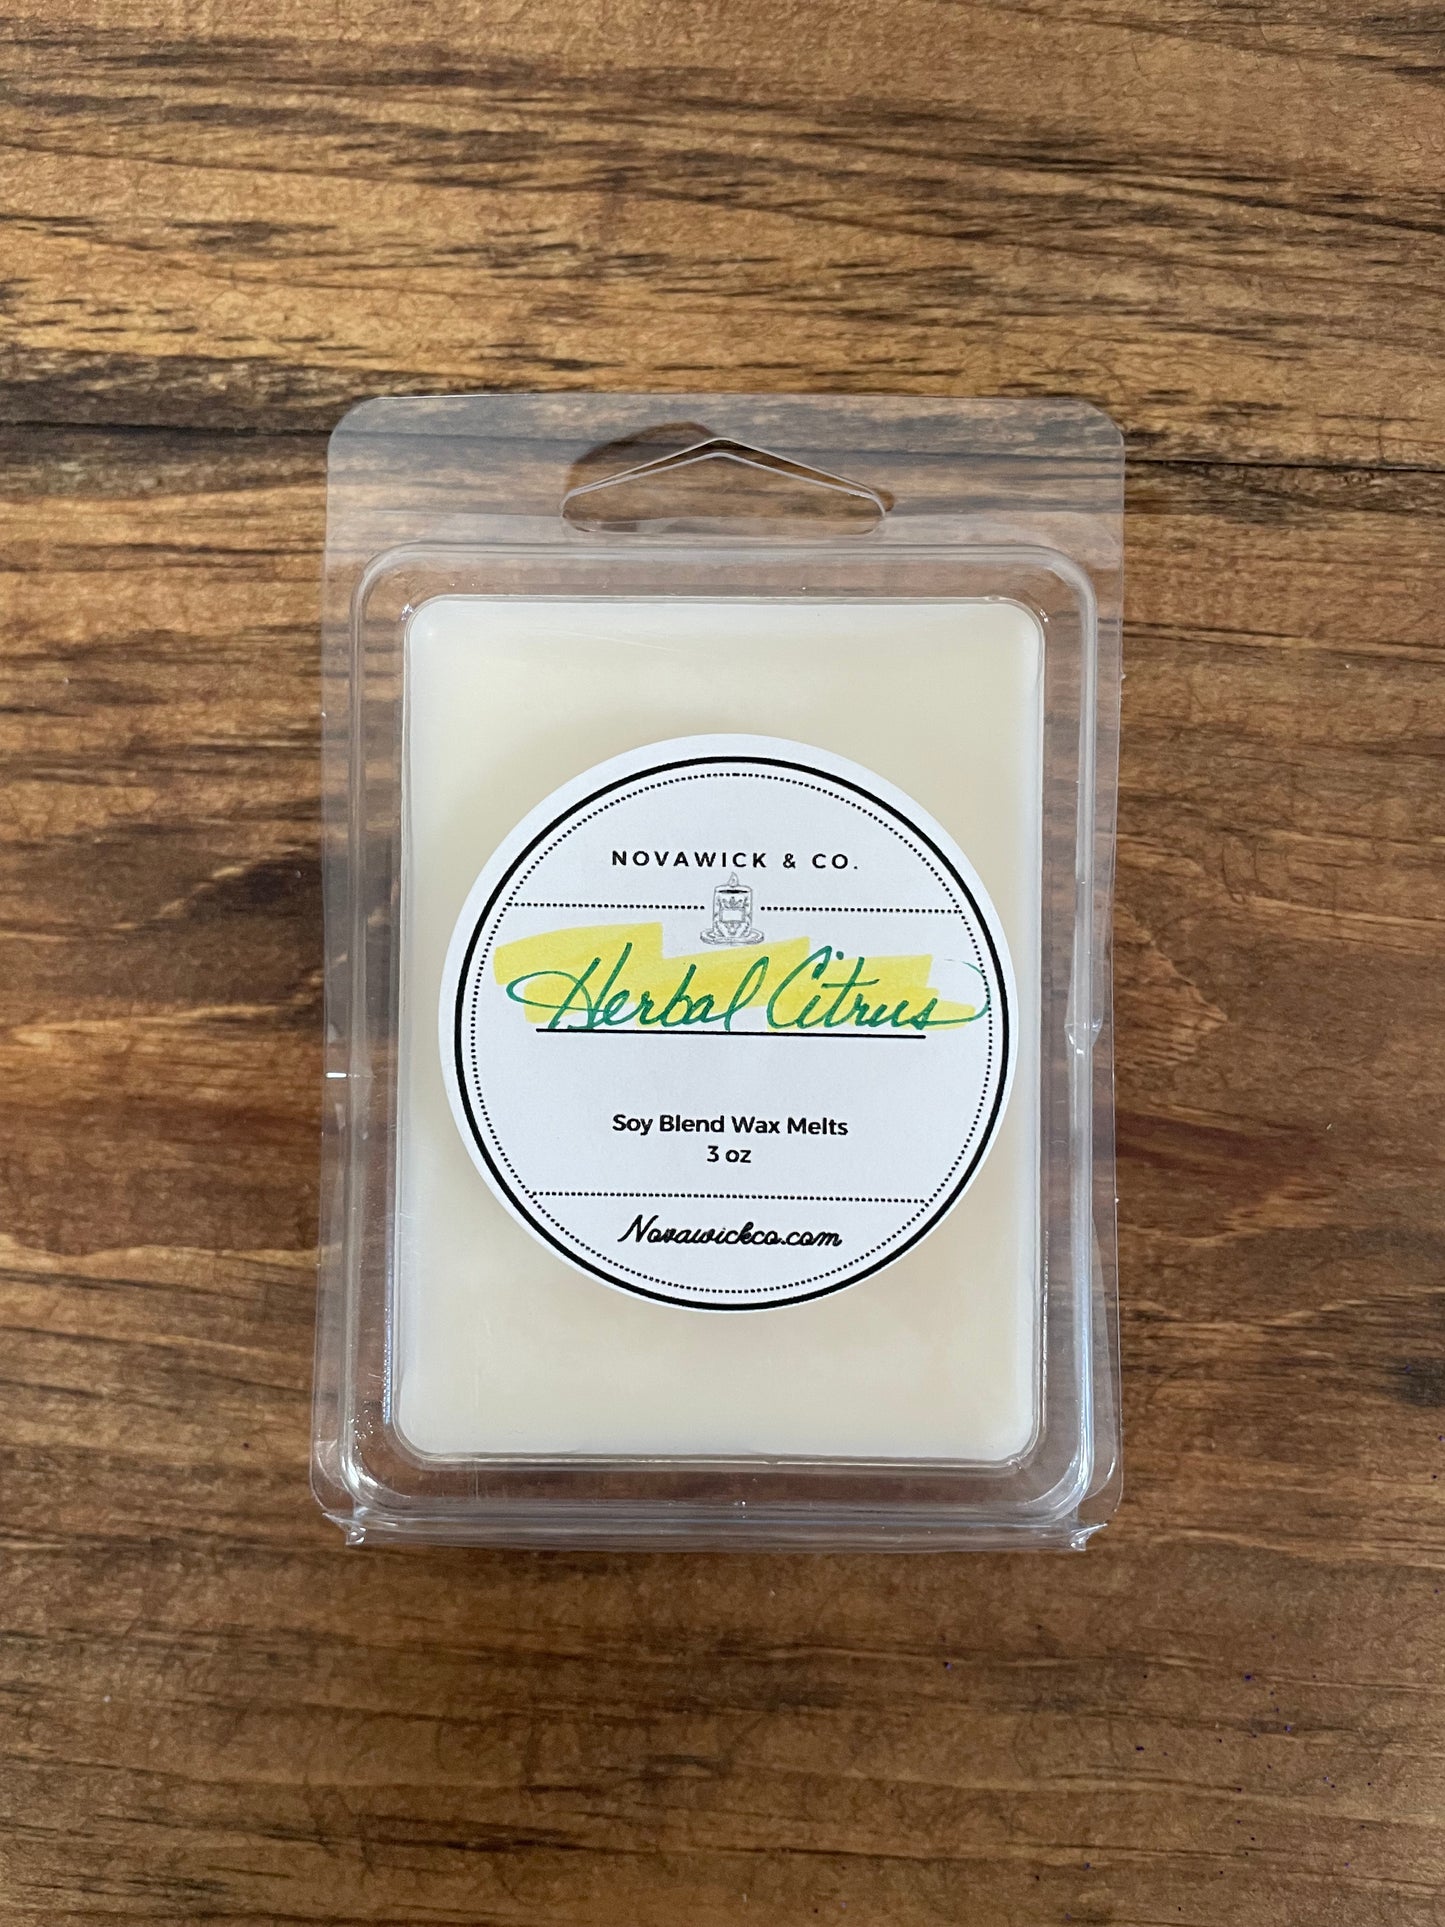 NOVAWICK & CO.
Herbal Citrus
Soy Blend Wax Melts
3 oz
Novawickco.com